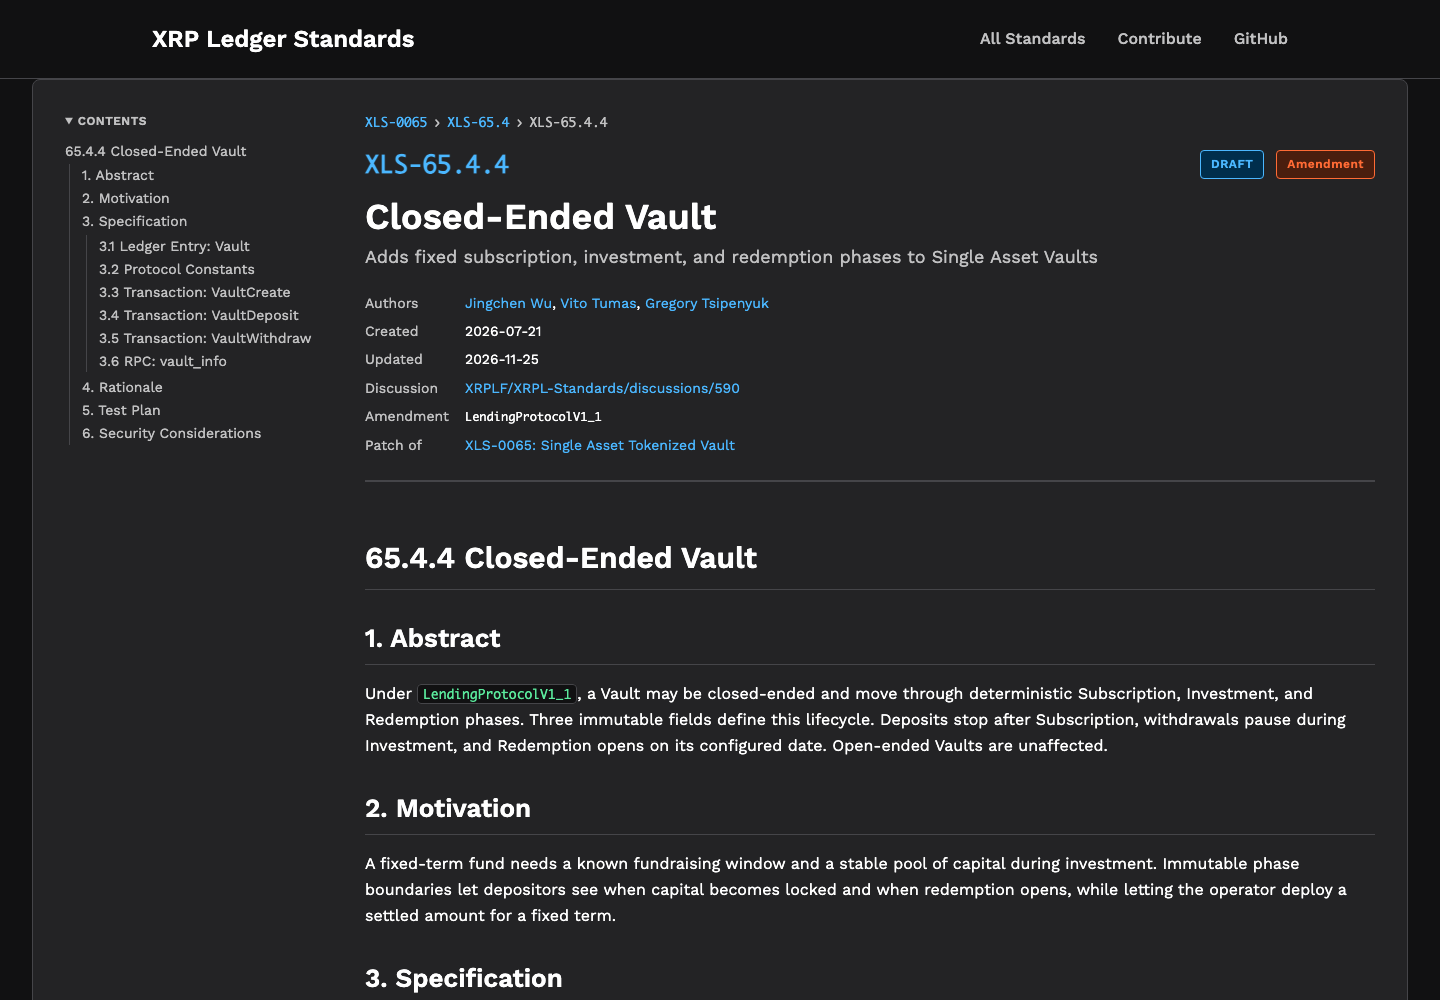 XRP Ledger Standards
All Standards
Contribute
GitHub
▼ CONTENTS
65.4.4 Closed-Ended Vault
1. Abstract
2. Motivation
3. Specification
3.1 Ledger Entry: Vault
3.2 Protocol Constants
3.3 Transaction: VaultCreate
3.4 Transaction: VaultDeposit
3.5 Transaction: VaultWithdraw
3.6 RPC: vault_info
4. Rationale
5. Test Plan
6. Security Considerations
XLS-0065 › XLS-65.4 › XLS-65.4.4
XLS-65.4.4
DRAFT
Amendment
Closed-Ended Vault
Adds fixed subscription, investment, and redemption phases to Single Asset Vaults
Authors Jingchen Wu, Vito Tumas, Gregory Tsipenyuk
Created 2026-07-21
Updated 2026-11-25
Discussion XRPLF/XRPL-Standards/discussions/590
Amendment LendingProtocolV1_1
Patch of XLS-0065: Single Asset Tokenized Vault
65.4.4 Closed-Ended Vault
1. Abstract
Under LendingProtocolV1_1, a Vault may be closed-ended and move through deterministic Subscription, Investment, and
Redemption phases. Three immutable fields define this lifecycle. Deposits stop after Subscription, withdrawals pause during
Investment, and Redemption opens on its configured date. Open-ended Vaults are unaffected.
2. Motivation
A fixed-term fund needs a known fundraising window and a stable pool of capital during investment. Immutable phase
boundaries let depositors see when capital becomes locked and when redemption opens, while letting the operator deploy a
settled amount for a fixed term.
3. Specification